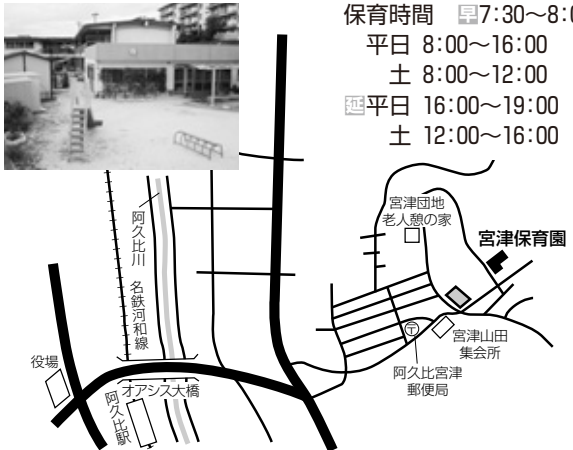 保育時間 早7:30～8:0
平日 8:00～16:00
土 8:00～12:00
延平日 16:00～19:00
土 12:00～16:00
宮津団地
老人憩の家
宮津保育園
阿久比川
名鉄河和線
宮津山田
集会所
〒
阿久比宮津
郵便局
役場
オアシス大橋
阿久比駅